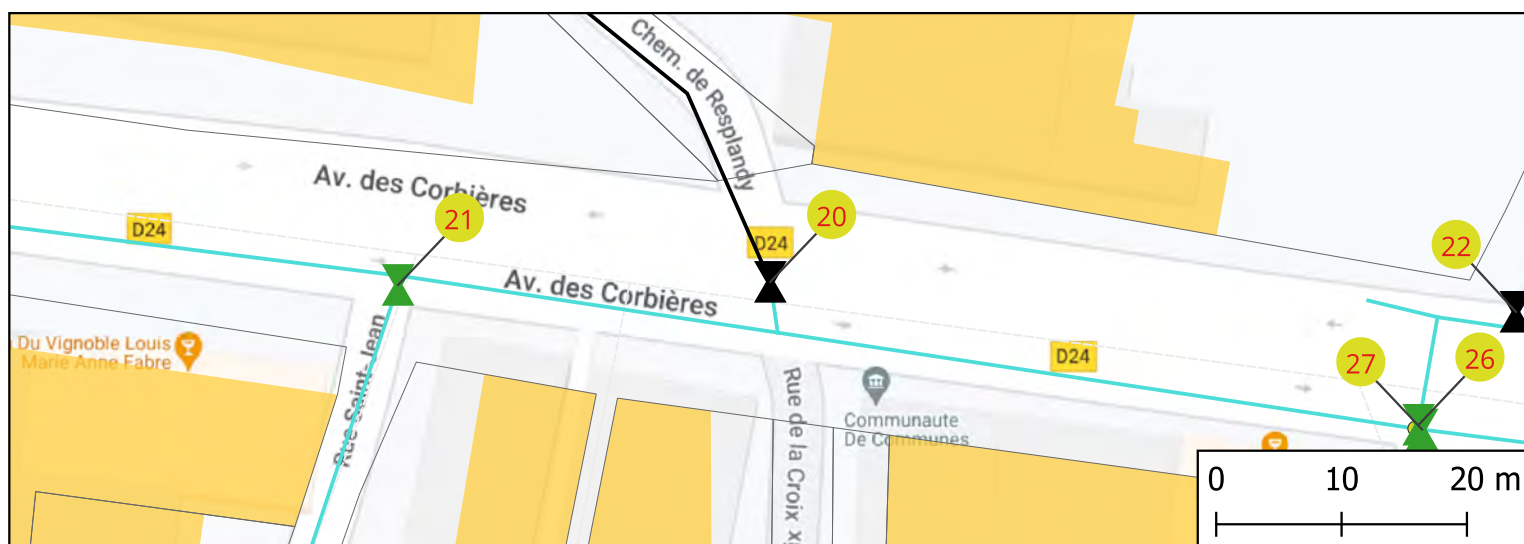 Chem. de Resplandy
Av. des Corbières
21
20
D24
D24
22
Av. des Corbières
Du Vignoble Louis
Marie Anne Fabre
Rue Saint-Jean
D24
27
26
Rue de la Croix
Communaute
De Communes
0 10 20 m